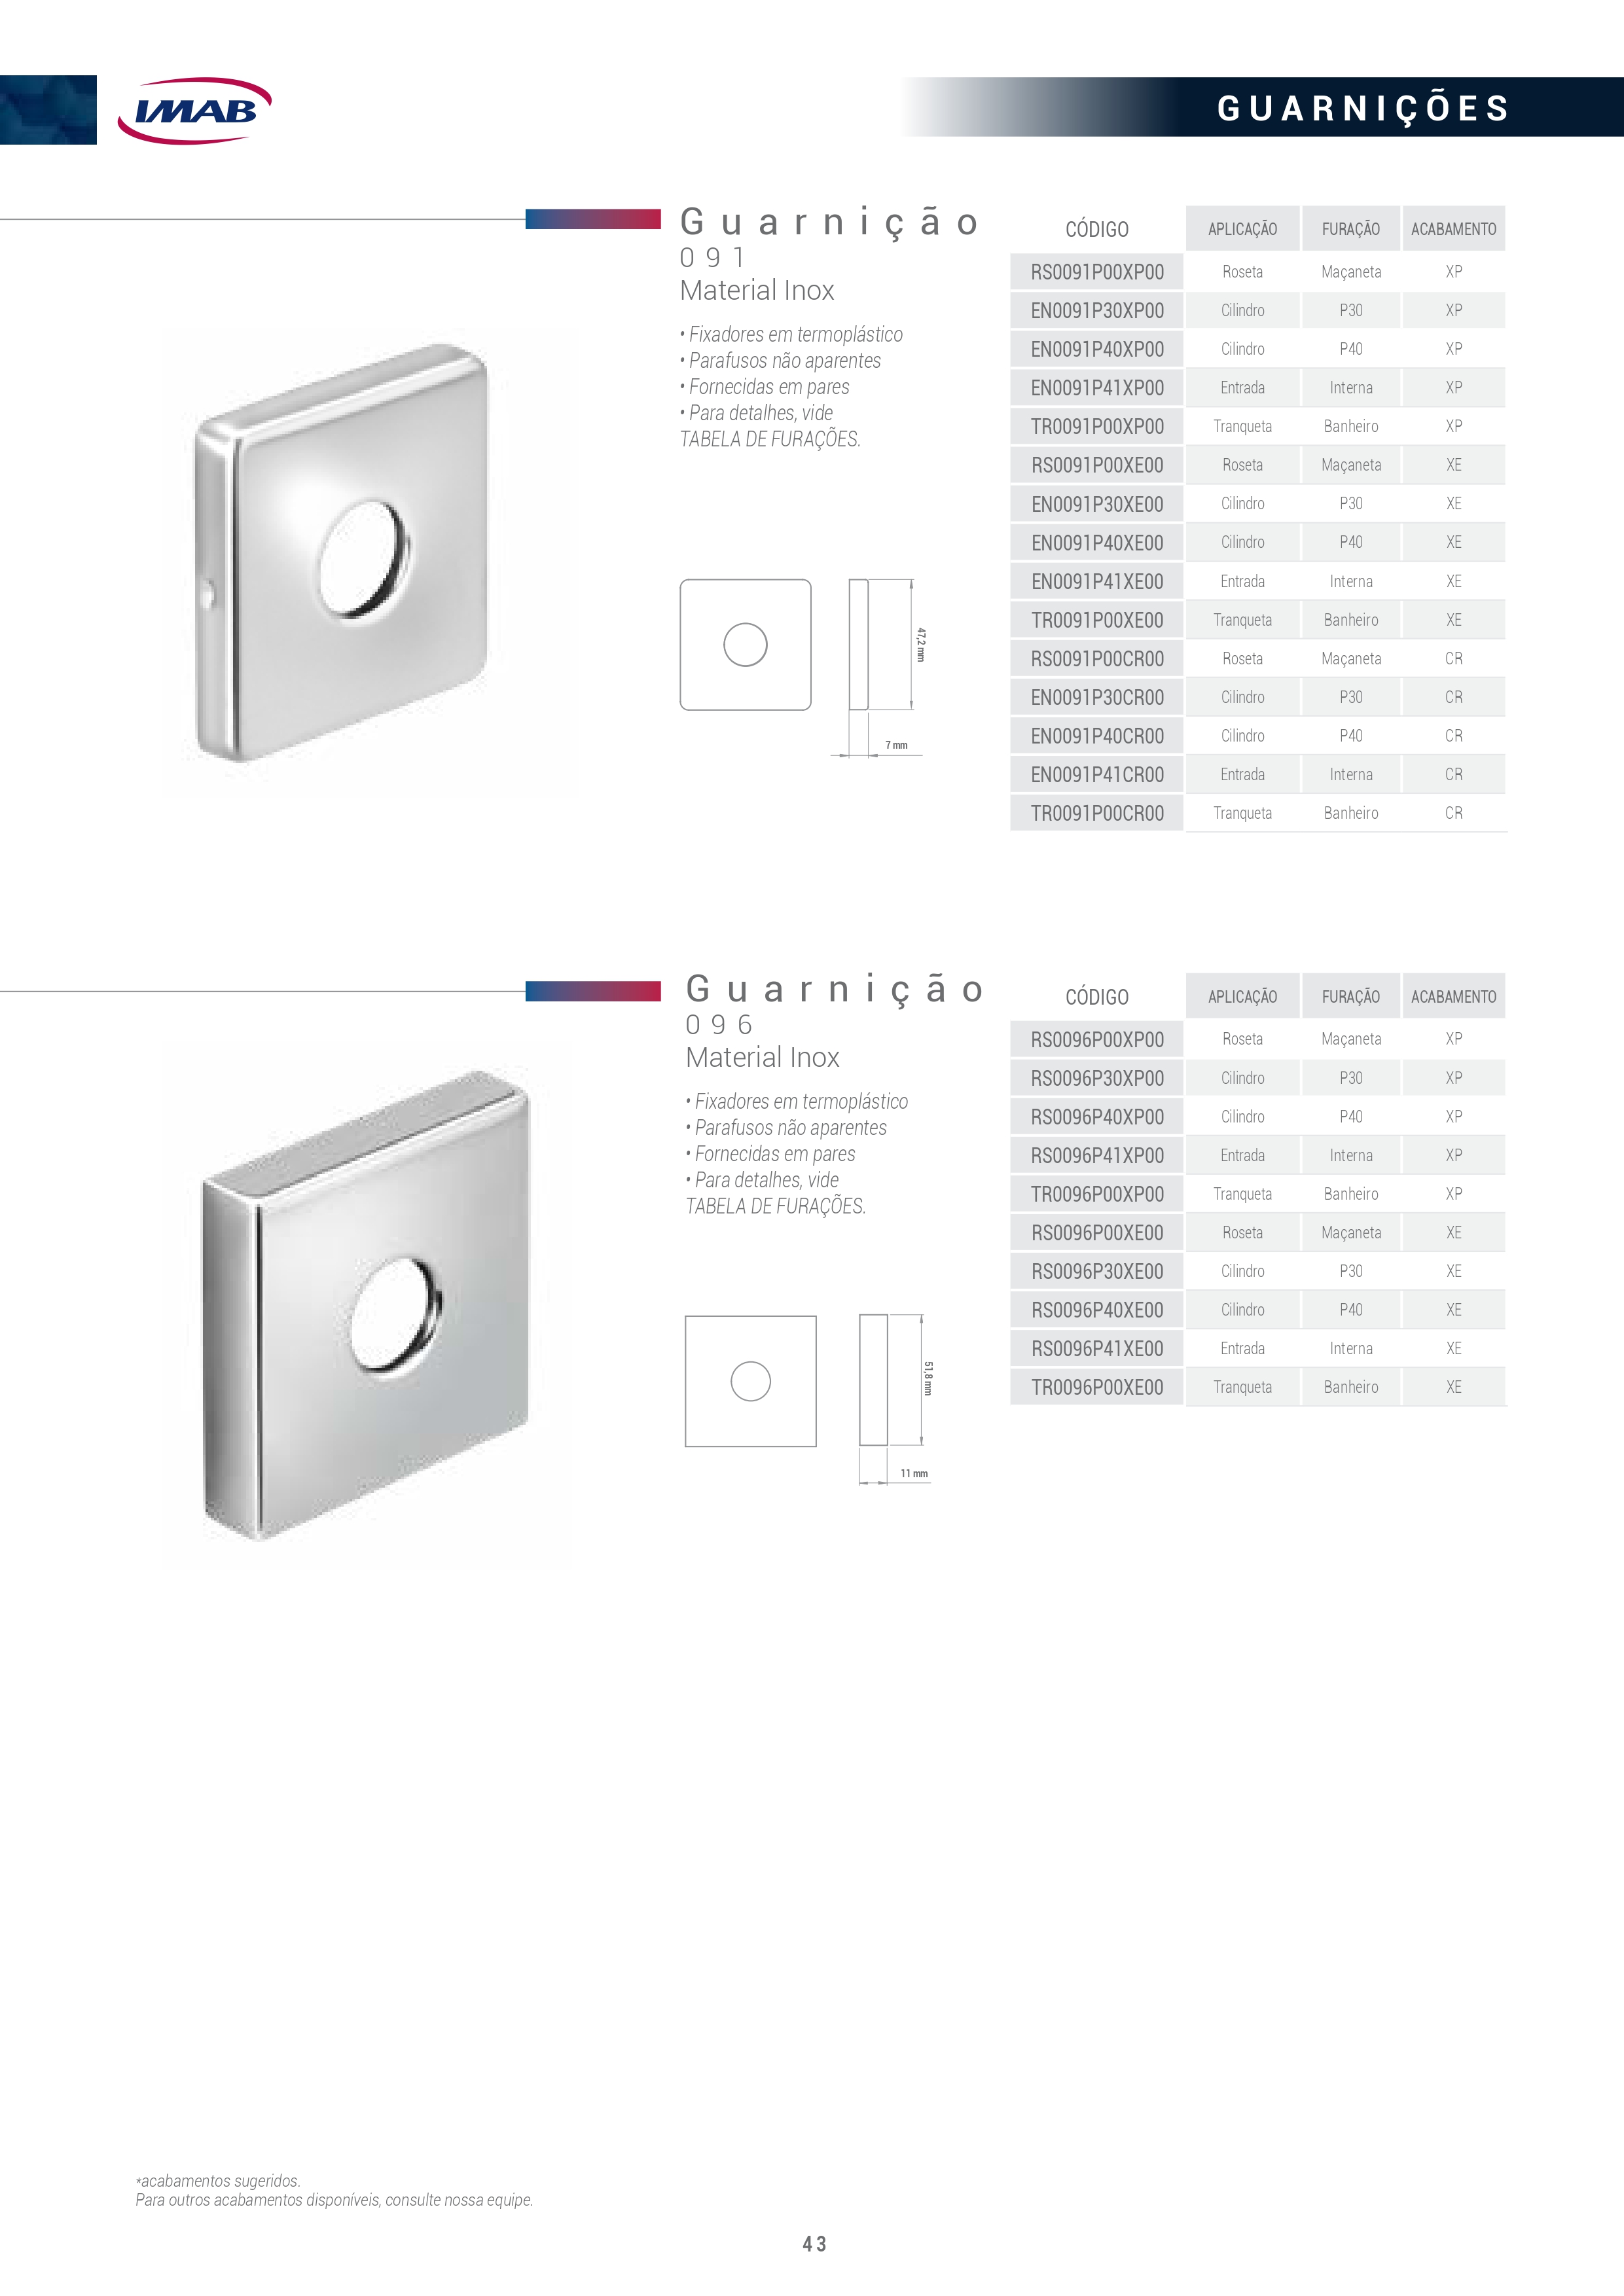 IMAB
GUARNIÇÕES
Guarnição
091
Material Inox
• Fixadores em termoplástico
• Parafusos não aparentes
• Fornecidas em pares
• Para detalhes, vide
TABELA DE FURAÇÕES.
47,2 mm
7 mm
CÓDIGO APLICAÇÃO FURAÇÃO ACABAMENTO
RS0091P00XP00 Roseta Maçaneta XP
EN0091P30XP00 Cilindro P30 XP
EN0091P40XP00 Cilindro P40 XP
EN0091P41XP00 Entrada Interna XP
TR0091P00XP00 Tranqueta Banheiro XP
RS0091P00XE00 Roseta Maçaneta XE
EN0091P30XE00 Cilindro P30 XE
EN0091P40XE00 Cilindro P40 XE
EN0091P41XE00 Entrada Interna XE
TR0091P00XE00 Tranqueta Banheiro XE
RS0091P00CR00 Roseta Maçaneta CR
EN0091P30CR00 Cilindro P30 CR
EN0091P40CR00 Cilindro P40 CR
EN0091P41CR00 Entrada Interna CR
TR0091P00CR00 Tranqueta Banheiro CR
Guarnição
096
Material Inox
• Fixadores em termoplástico
• Parafusos não aparentes
• Fornecidas em pares
• Para detalhes, vide
TABELA DE FURAÇÕES.
51,8 mm
11 mm
CÓDIGO APLICAÇÃO FURAÇÃO ACABAMENTO
RS0096P00XP00 Roseta Maçaneta XP
RS0096P30XP00 Cilindro P30 XP
RS0096P40XP00 Cilindro P40 XP
RS0096P41XP00 Entrada Interna XP
TR0096P00XP00 Tranqueta Banheiro XP
RS0096P00XE00 Roseta Maçaneta XE
RS0096P30XE00 Cilindro P30 XE
RS0096P40XE00 Cilindro P40 XE
RS0096P41XE00 Entrada Interna XE
TR0096P00XE00 Tranqueta Banheiro XE
*acabamentos sugeridos.
Para outros acabamentos disponíveis, consulte nossa equipe.
43